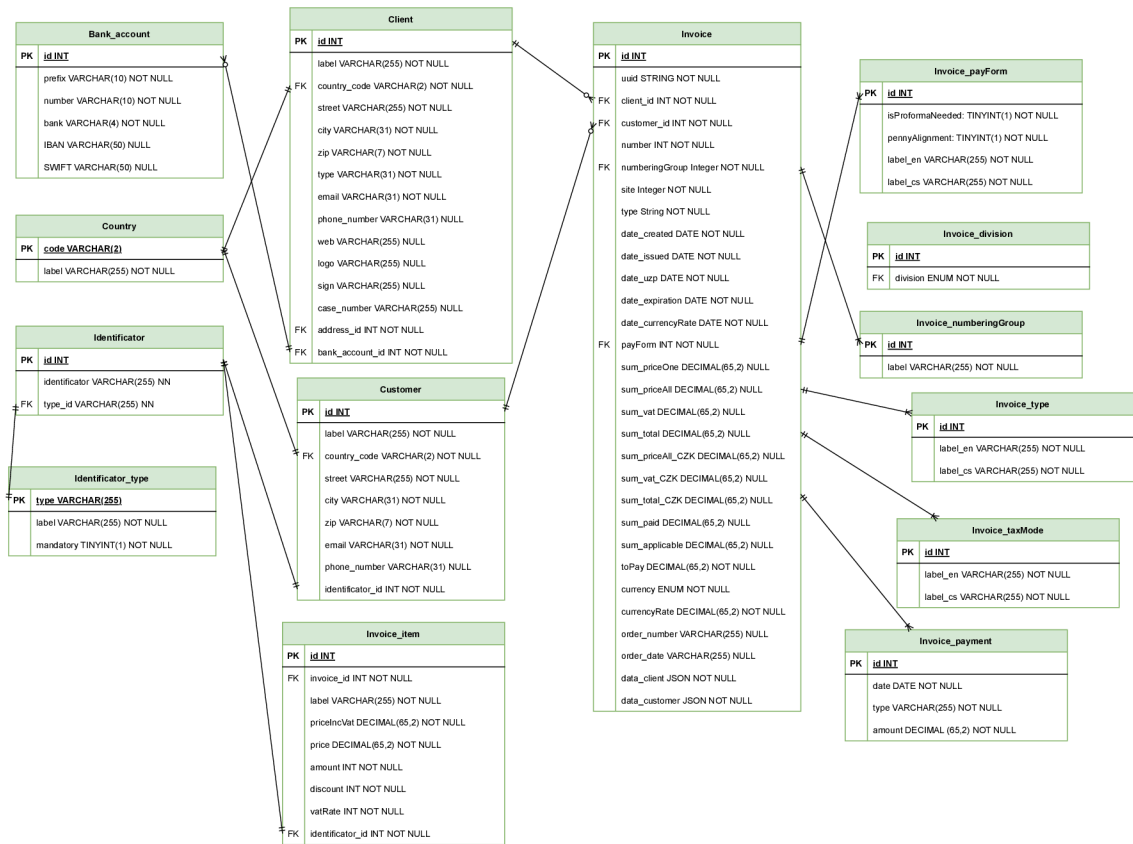 Bank_account
PK id INT
prefix VARCHAR(10) NOT NULL
number VARCHAR(10) NOT NULL
bank VARCHAR(4) NOT NULL
IBAN VARCHAR(50) NULL
SWIFT VARCHAR(50) NULL
Country
PK code VARCHAR(2)
label VARCHAR(255) NOT NULL
Identificator
PK id INT
identificator VARCHAR(255) NN
FK type_id VARCHAR(255) NN
Identificator_type
PK type VARCHAR(255)
label VARCHAR(255) NOT NULL
mandatory TINYINT(1) NOT NULL
Client
PK id INT
label VARCHAR(255) NOT NULL
FK country_code VARCHAR(2) NOT NULL
street VARCHAR(255) NOT NULL
city VARCHAR(31) NOT NULL
zip VARCHAR(7) NOT NULL
type VARCHAR(31) NOT NULL
email VARCHAR(31) NOT NULL
phone_number VARCHAR(31) NULL
web VARCHAR(255) NULL
logo VARCHAR(255) NULL
sign VARCHAR(255) NULL
case_number VARCHAR(255) NULL
FK address_id INT NOT NULL
FK bank_account_id INT NOT NULL
Customer
PK id INT
label VARCHAR(255) NOT NULL
FK country_code VARCHAR(2) NOT NULL
street VARCHAR(255) NOT NULL
city VARCHAR(31) NOT NULL
zip VARCHAR(7) NOT NULL
email VARCHAR(31) NOT NULL
phone_number VARCHAR(31) NULL
identificator_id INT NOT NULL
Invoice_item
PK id INT
FK invoice_id INT NOT NULL
label VARCHAR(255) NOT NULL
priceIncVat DECIMAL(65,2) NOT NULL
price DECIMAL(65,2) NOT NULL
amount INT NOT NULL
discount INT NOT NULL
vatRate INT NOT NULL
FK identificator_id INT NOT NULL
Invoice
PK id INT
uuid STRING NOT NULL
FK client_id INT NOT NULL
FK customer_id INT NOT NULL
number INT NOT NULL
FK numberingGroup Integer NOT NULL
site Integer NOT NULL
type String NOT NULL
date_created DATE NOT NULL
date_issued DATE NOT NULL
date_uzp DATE NOT NULL
date_expiration DATE NOT NULL
date_currencyRate DATE NOT NULL
FK payForm INT NOT NULL
sum_priceOne DECIMAL(65,2) NULL
sum_priceAll DECIMAL(65,2) NULL
sum_vat DECIMAL(65,2) NULL
sum_total DECIMAL(65,2) NULL
sum_priceAll_CZK DECIMAL(65,2) NULL
sum_vat_CZK DECIMAL(65,2) NULL
sum_total_CZK DECIMAL(65,2) NULL
sum_paid DECIMAL(65,2) NULL
sum_applicable DECIMAL(65,2) NULL
toPay DECIMAL(65,2) NOT NULL
currency ENUM NOT NULL
currencyRate DECIMAL(65,2) NOT NULL
order_number VARCHAR(255) NULL
order_date VARCHAR(255) NULL
data_client JSON NOT NULL
data_customer JSON NOT NULL
Invoice_payForm
PK id INT
isProformaNeeded: TINYINT(1) NOT NULL
pennyAlignment: TINYINT(1) NOT NULL
label_en VARCHAR(255) NOT NULL
label_cs VARCHAR(255) NOT NULL
Invoice_division
PK id INT
FK division ENUM NOT NULL
Invoice_numberingGroup
PK id INT
label VARCHAR(255) NOT NULL
Invoice_type
PK id INT
label_en VARCHAR(255) NOT NULL
label_cs VARCHAR(255) NOT NULL
Invoice_taxMode
PK id INT
label_en VARCHAR(255) NOT NULL
label_cs VARCHAR(255) NOT NULL
Invoice_payment
PK id INT
date DATE NOT NULL
type VARCHAR(255) NOT NULL
amount DECIMAL (65,2) NOT NULL